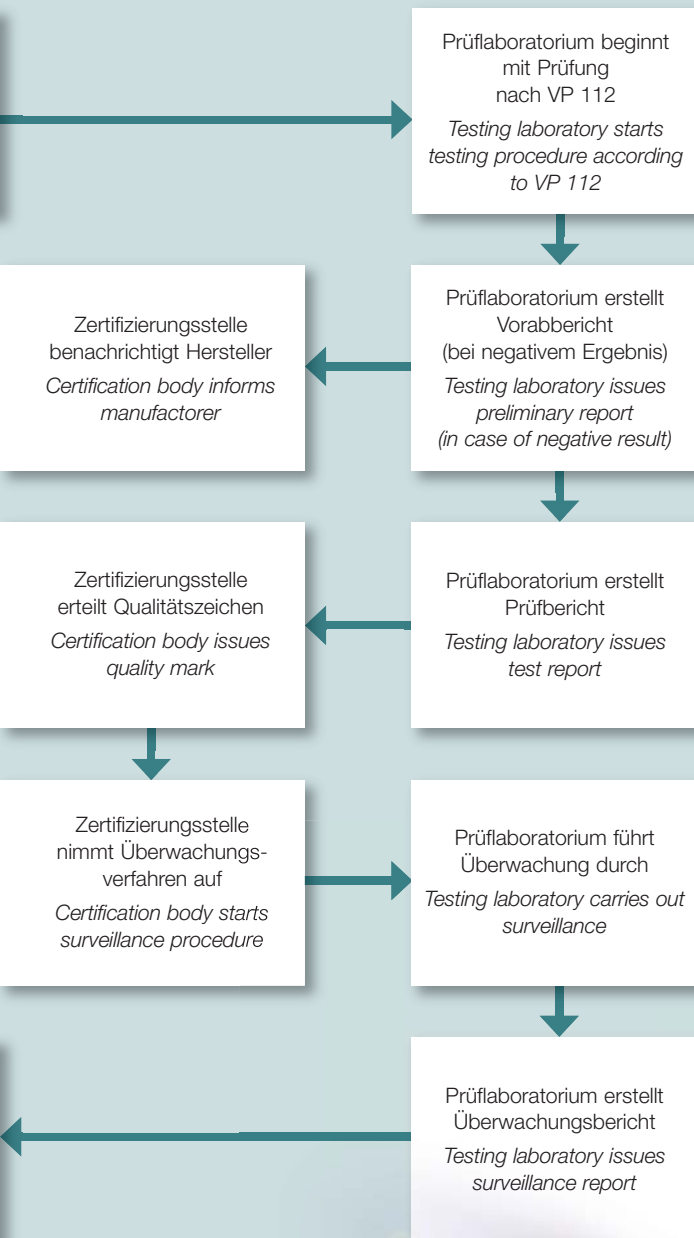 Prüflaboratorium beginnt
mit Prüfung
nach VP 112
Testing laboratory starts
testing procedure according
to VP 112
Zertifizierungsstelle
benachrichtigt Hersteller
Certification body informs
manufactorer
Prüflaboratorium erstellt
Vorabbericht
(bei negativem Ergebnis)
Testing laboratory issues
preliminary report
(in case of negative result)
Zertifizierungsstelle
erteilt Qualitätszeichen
Certification body issues
quality mark
Prüflaboratorium erstellt
Prüfbericht
Testing laboratory issues
test report
Zertifizierungsstelle
nimmt Überwachungs-
verfahren auf
Certification body starts
surveillance procedure
Prüflaboratorium führt
Überwachung durch
Testing laboratory carries out
surveillance
Prüflaboratorium erstellt
Überwachungsbericht
Testing laboratory issues
surveillance report